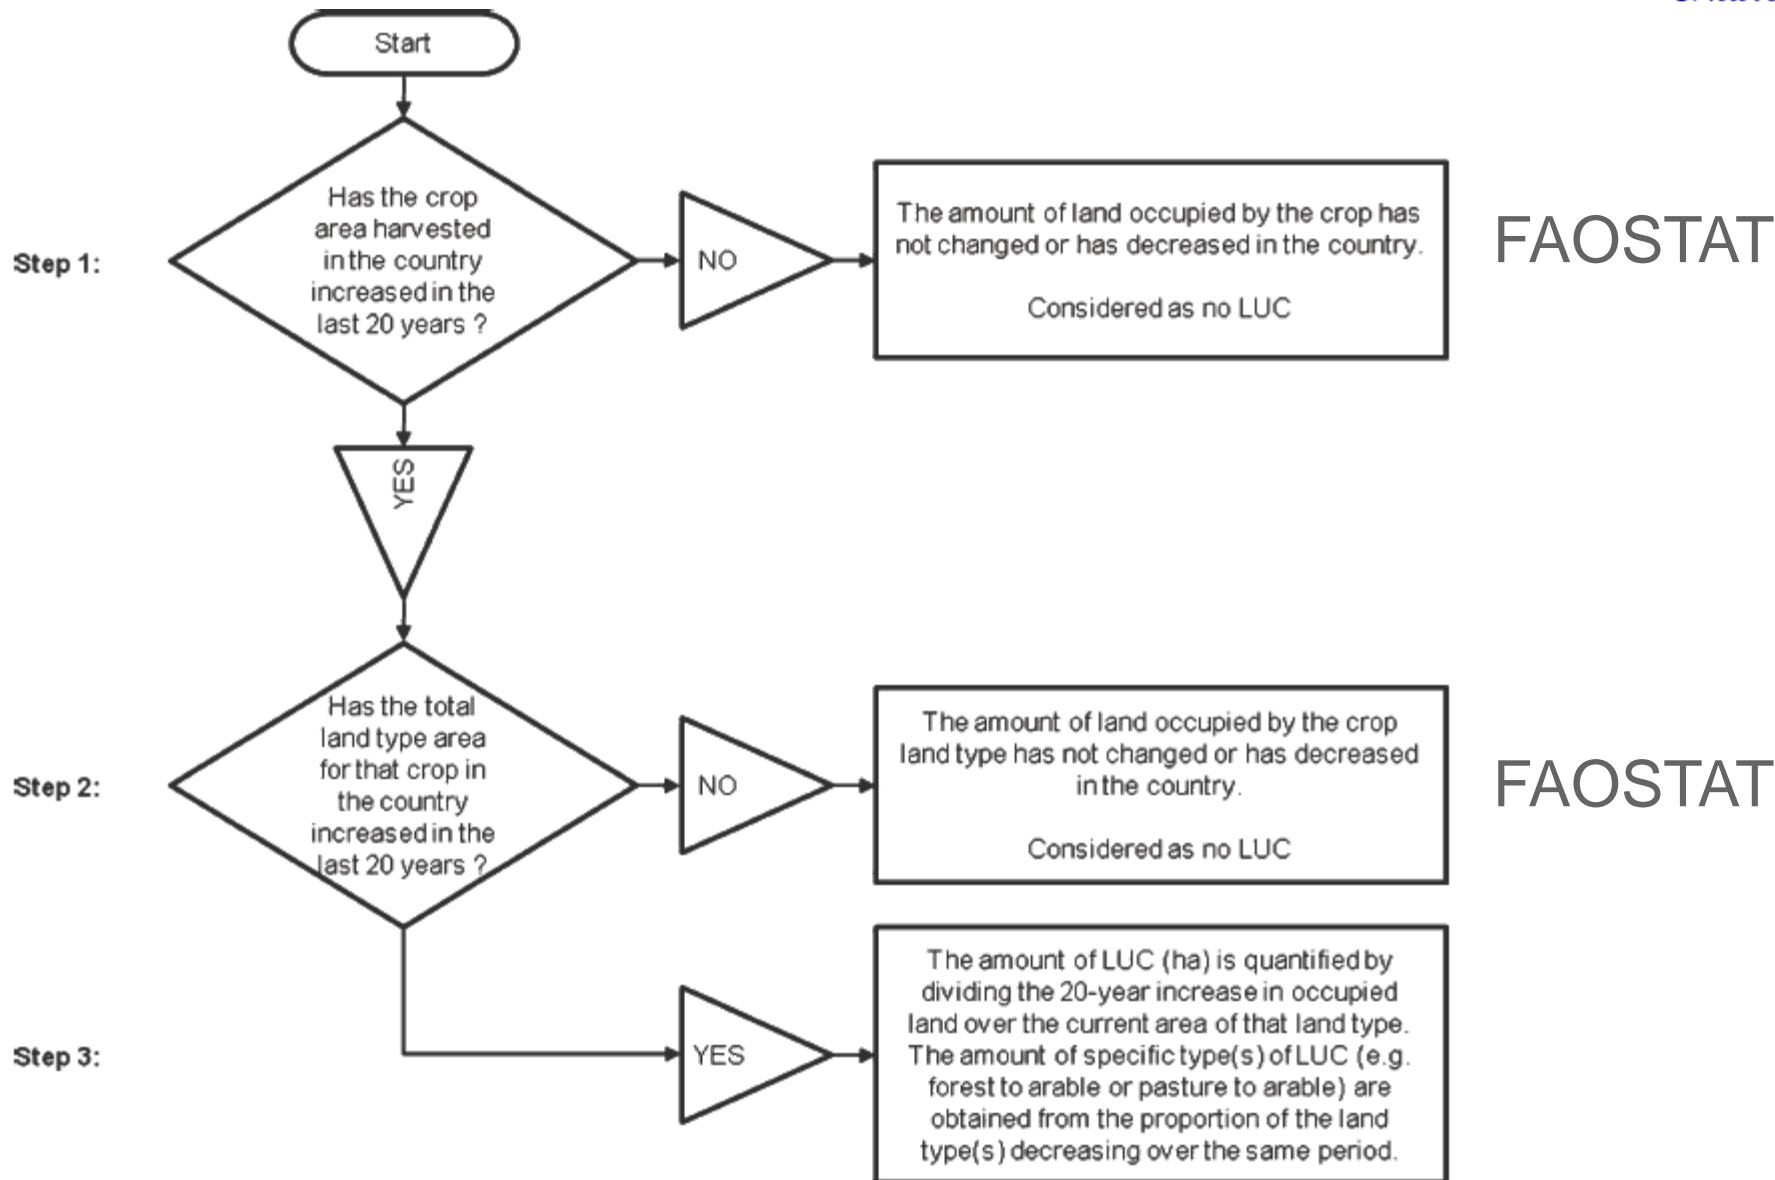 Start
Step 1:
Has the crop
area harvested
in the country
increased in the
last 20 years ?
NO
The amount of land occupied by the crop has
not changed or has decreased in the country.
Considered as no LUC
FAOSTAT
YES
Step 2:
Has the total
land type area
for that crop in
the country
increased in the
last 20 years ?
NO
The amount of land occupied by the crop
land type has not changed or has decreased
in the country.
Considered as no LUC
FAOSTAT
Step 3:
YES
The amount of LUC (ha) is quantified by
dividing the 20-year increase in occupied
land over the current area of that land type.
The amount of specific type(s) of LUC (e.g.
forest to arable or pasture to arable) are
obtained from the proportion of the land
type(s) decreasing over the same period.